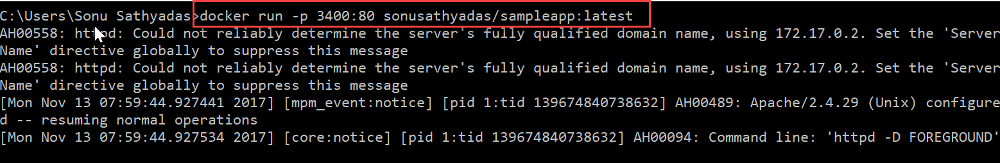 C:\Users\Sonu Sathyadas>docker run -p 3400:80 sonusathyadas/sampleapp:latest
AH00558: httpd: Could not reliably determine the server's fully qualified domain name, using 172.17.0.2. Set the 'Server
Name' directive globally to suppress this message
AH00558: httpd: Could not reliably determine the server's fully qualified domain name, using 172.17.0.2. Set the 'Server
Name' directive globally to suppress this message
[Mon Nov 13 07:59:44.927441 2017] [mpm_event:notice] [pid 1:tid 139674840738632] AH00489: Apache/2.4.29 (Unix) configure
d -- resuming normal operations
[Mon Nov 13 07:59:44.927534 2017] [core:notice] [pid 1:tid 139674840738632] AH00094: Command line: 'httpd -D FOREGROUND'